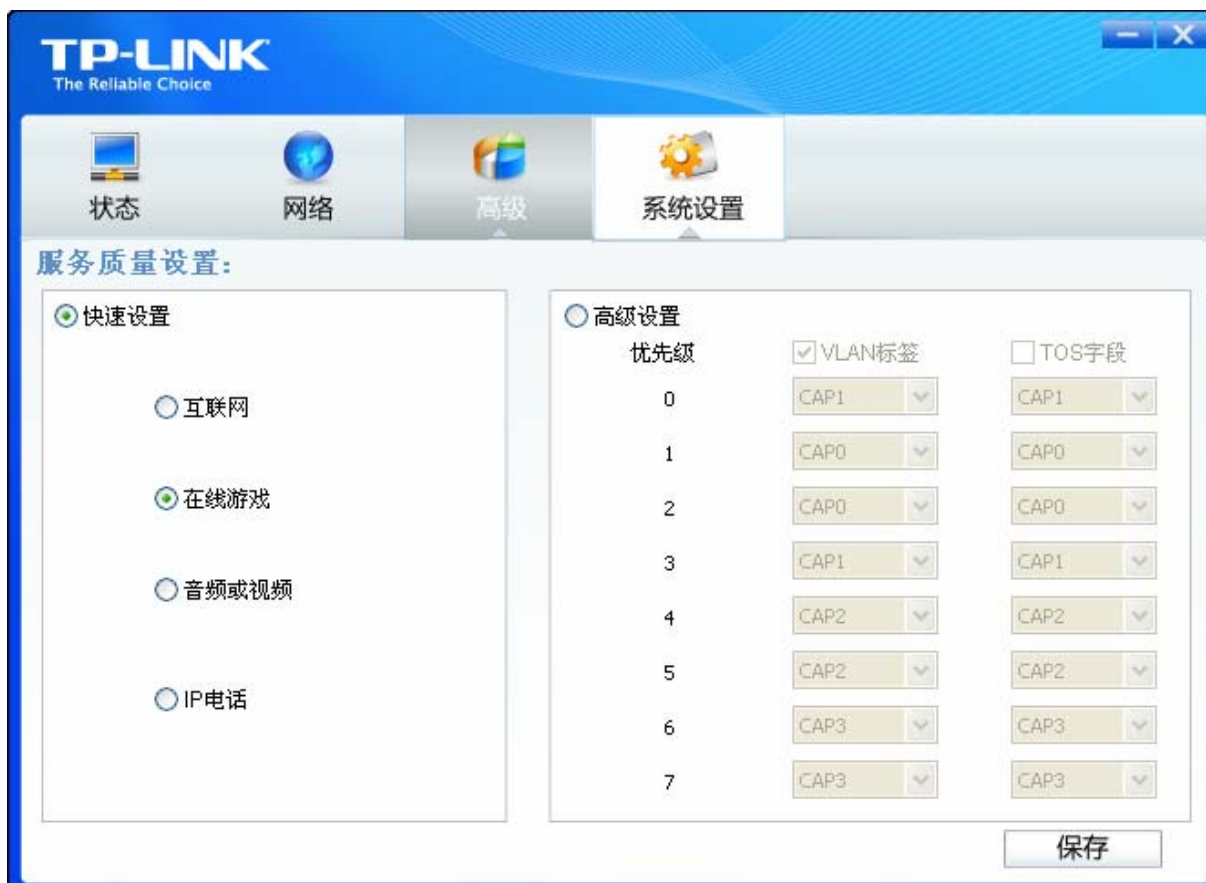 TP-LINK
The Reliable Choice
状态
网络
高级
系统设置
服务质量设置：
快速设置
互联网
在线游戏
音频或视频
IP电话
高级设置
优先级 VLAN标签 TOS字段
0 CAP1 CAP1
1 CAP0 CAP0
2 CAP0 CAP0
3 CAP1 CAP1
4 CAP2 CAP2
5 CAP2 CAP2
6 CAP3 CAP3
7 CAP3 CAP3
保存